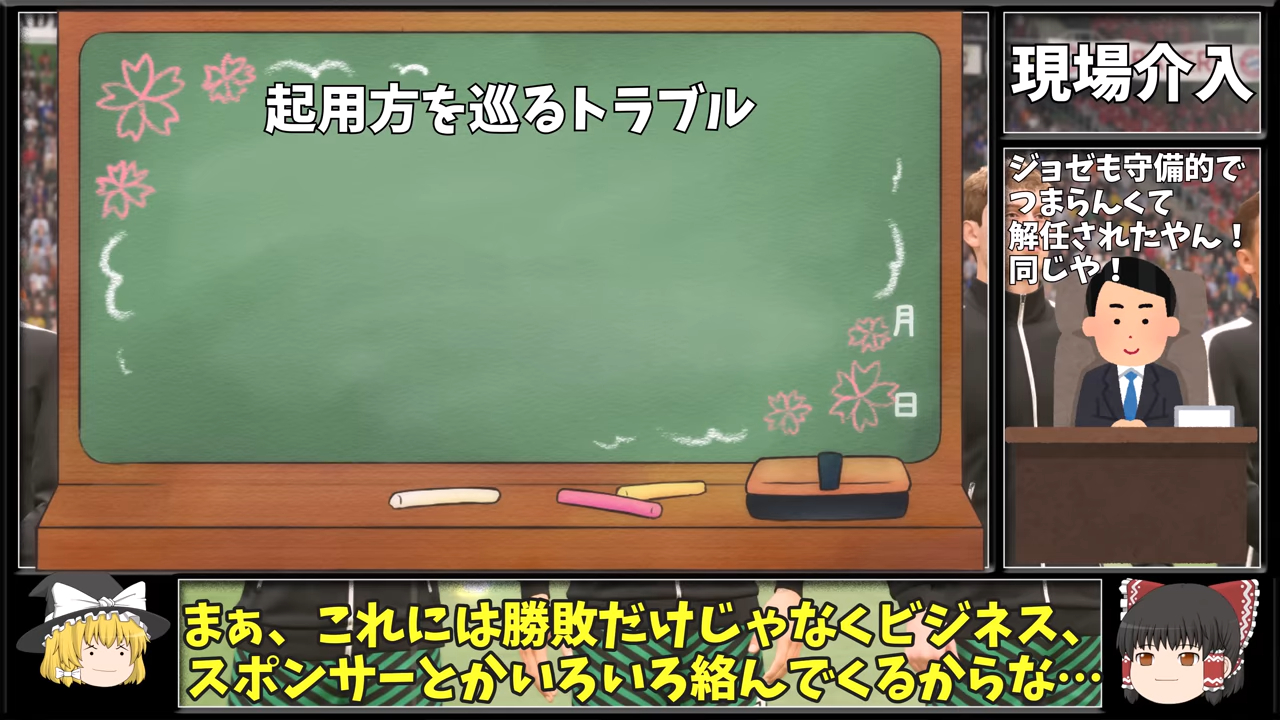 起用方を巡るトラブル
月
日
現場介入
ジョゼも守備的で
つまらんくて
解任されたやん！
同じや！
まぁ、これには勝敗だけじゃなくビジネス、
スポンサーとかいろいろ絡んでくるからな…